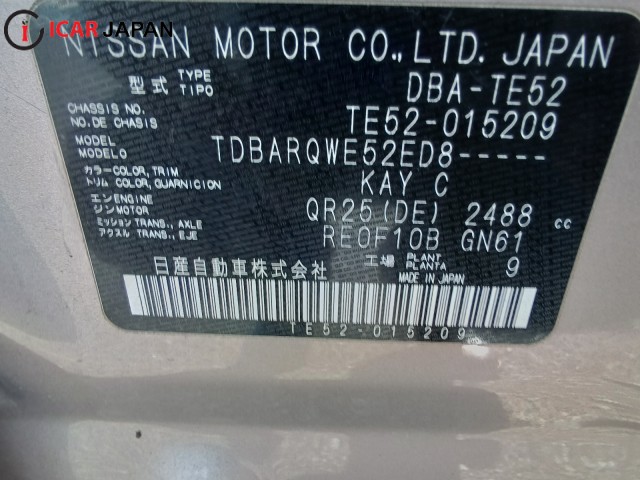 ICAR JAPAN
NISSAN MOTOR CO.,LTD. JAPAN
型式 TYPE TIPO DBA-TE52
CHASSIS NO. NO.DE CHASIS TE52-015209
MODEL MODELO TDBARQWE52ED8-----
カラー COLOR, TRIM
トリム COLOR, GUARNICION KAY C
エンジン ENGINE MOTOR QR25(DE) 2488 cc
ミッション TRANS., AXLE
アクスル TRANS., EJE RE0F10B GN61
工場 PLANT PLANTA 9
日産自動車株式会社 MADE IN JAPAN
TE52-015209